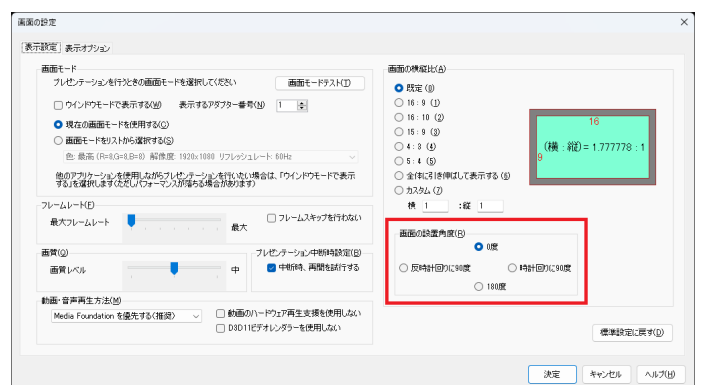 画面の設定
表示設定 表示オプション
画面モード
プレゼンテーションを行うときの画面モードを選択してください 画面モードテスト(T)
ウインドウモードで表示する(W) 表示するアダプター番号(N) 1
現在の画面モードを使用する(C)
画面モードをリストから選択する(S)
色: 最高 (R=8,G=8,B=8) 解像度: 1920x1080 リフレッシュレート: 60Hz
他のアプリケーションを使用しながらプレゼンテーションを行いたい場合は、「ウインドウモードで表示
する」を選択します(ただしパフォーマンスが落ちる場合があります)
フレームレート(F)
最大フレームレート 最大 フレームスキップを行わない
画質(Q)
画質レベル 中
プレゼンテーション中断時設定(B)
中断時、再開を試行する
動画・音声再生方法(M)
Media Foundation を優先する(推奨)
動画のハードウェア再生支援を使用しない
D3D11ビデオレンダラーを使用しない
画面の横縦比(A)
既定 (0)
16 : 9 (1)
16 : 10 (2)
15 : 9 (3)
4 : 3 (4)
5 : 4 (5)
全体に引き伸ばして表示する (6)
カスタム (7)
横 1 :縦 1
16
9
(横 : 縦) = 1.777778 : 1
画面の設置角度(R)
0度
反時計回りに90度 時計回りに90度
180度
標準設定に戻す(D)
決定 キャンセル ヘルプ(H)